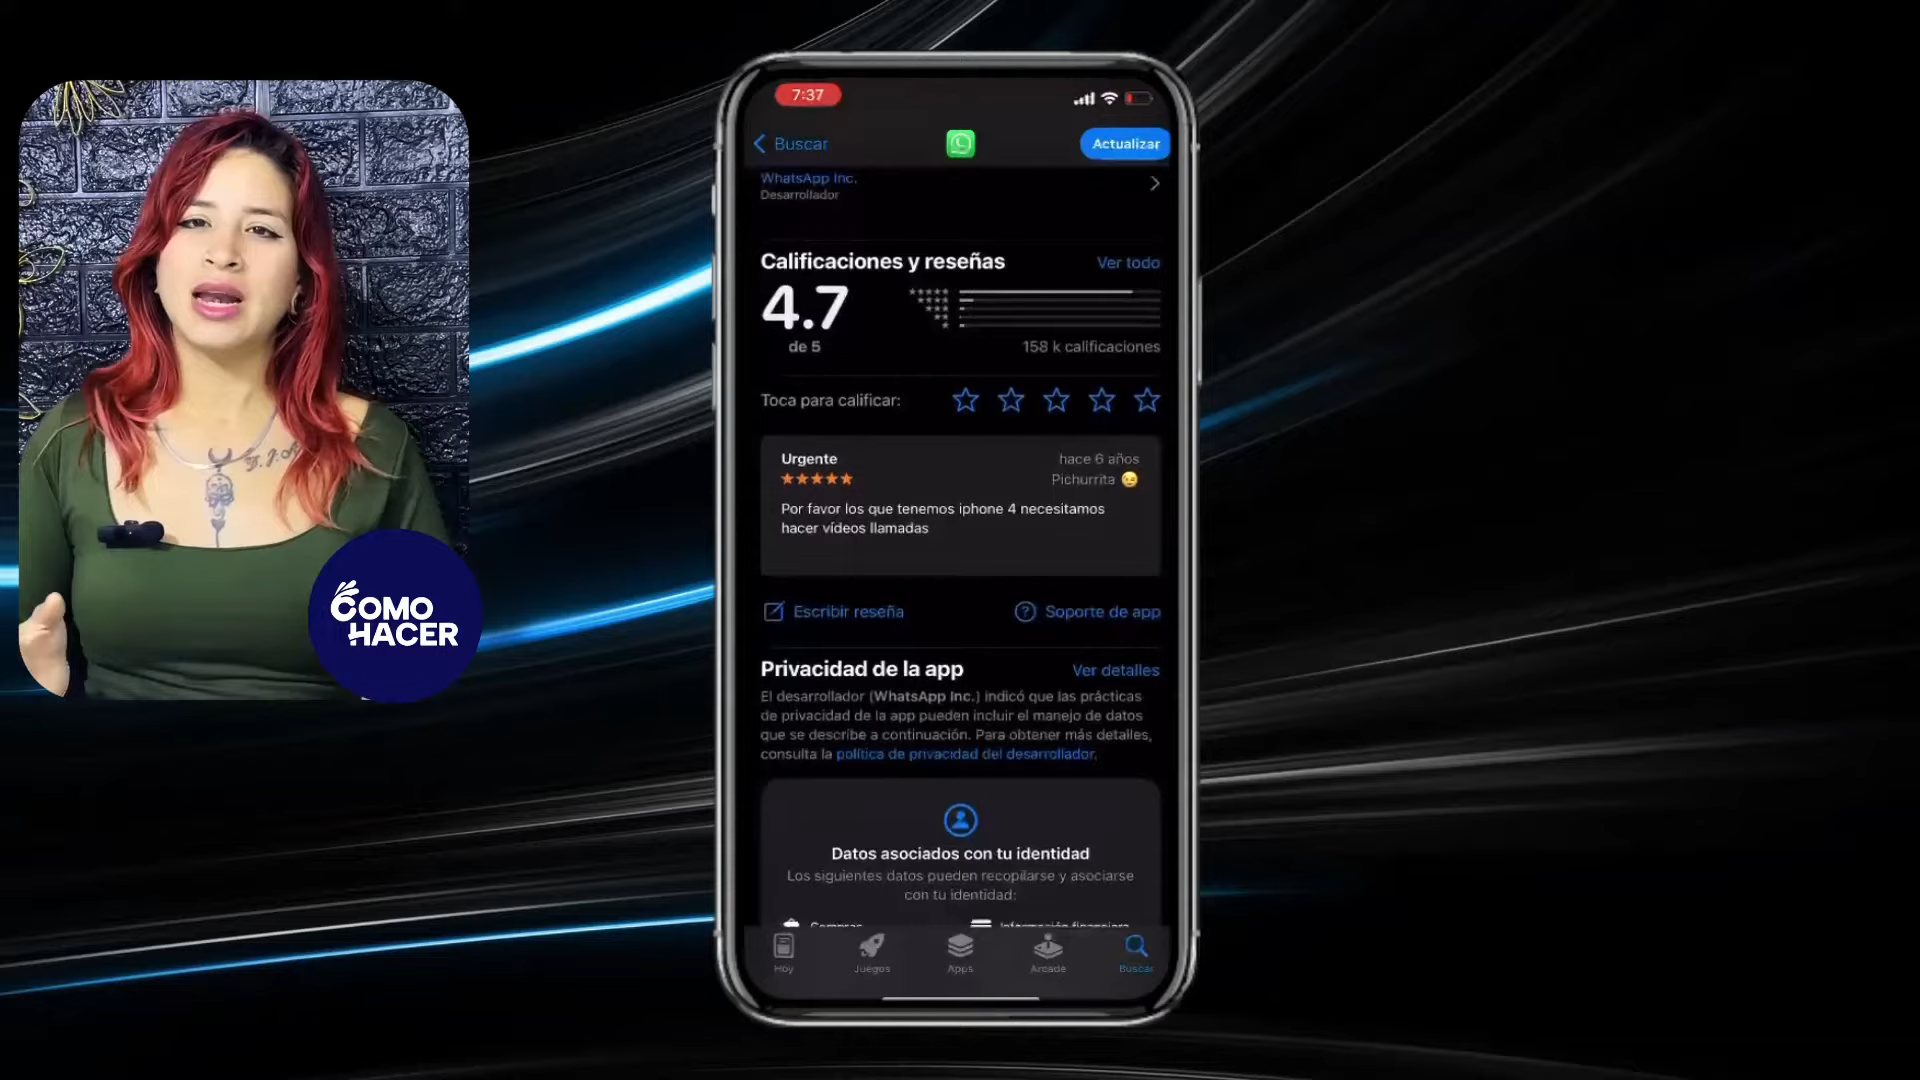 7:37
Buscar
Actualizar
WhatsApp Inc.
Desarrollador
Calificaciones y reseñas
Ver todo
4.7
de 5
158 k calificaciones
Toca para calificar:
Urgente
hace 6 años
Pichurrita 😉
Por favor los que tenemos iphone 4 necesitamos
hacer vídeos llamadas
Escribir reseña
Soporte de app
Privacidad de la app
Ver detalles
El desarrollador (WhatsApp Inc.) indicó que las prácticas
de privacidad de la app pueden incluir el manejo de datos
que se describe a continuación. Para obtener más detalles,
consulta la política de privacidad del desarrollador.
Datos asociados con tu identidad
Los siguientes datos pueden recopilarse y asociarse
con tu identidad:
Compras
Información financiera
Hoy
Juegos
Apps
Arcade
Buscar
COMO
HACER